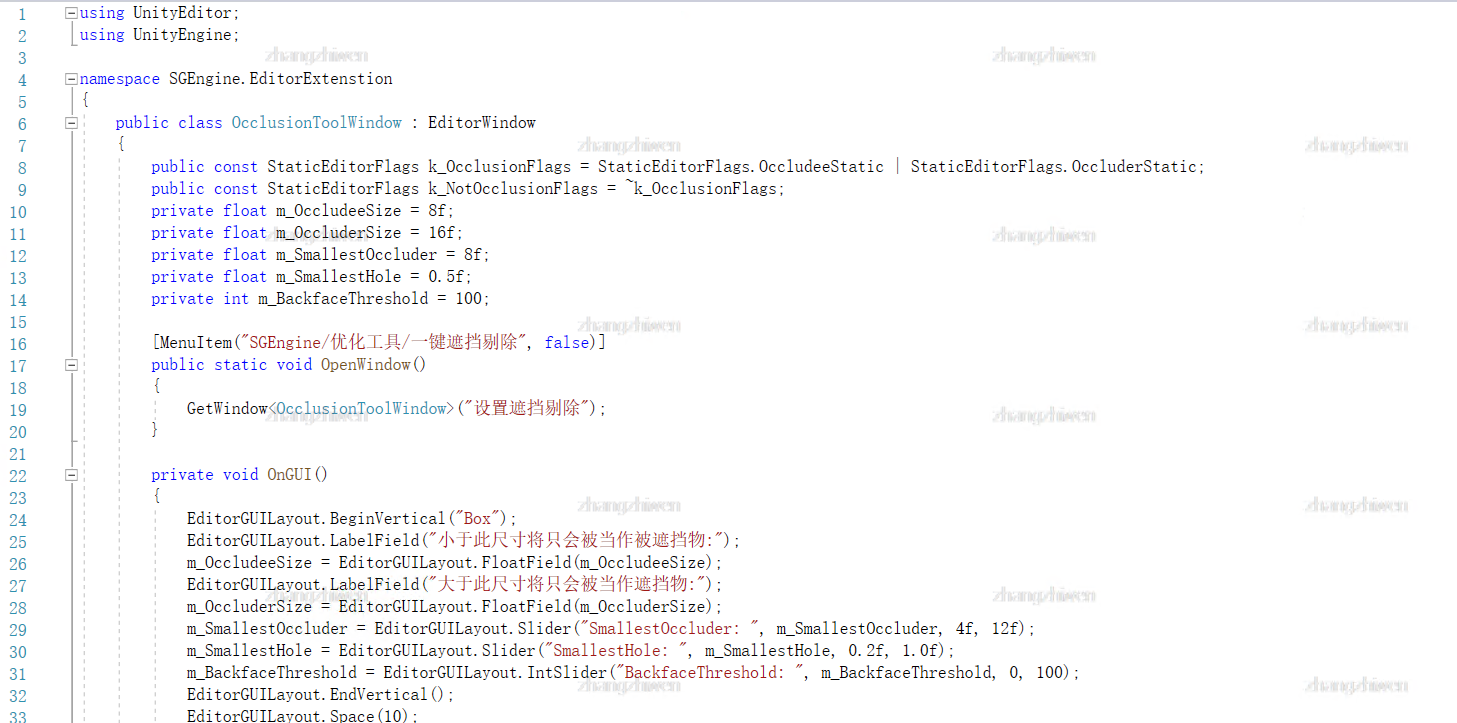 1 using UnityEditor;
2 using UnityEngine;
3
4 namespace SGEngine.EditorExtenstion
5 {
6 public class OcclusionToolWindow : EditorWindow
7 {
8 public const StaticEditorFlags k_OcclusionFlags = StaticEditorFlags.OccludeeStatic | StaticEditorFlags.OccluderStatic;
9 public const StaticEditorFlags k_NotOcclusionFlags = ~k_OcclusionFlags;
10 private float m_OccludeeSize = 8f;
11 private float m_OccluderSize = 16f;
12 private float m_SmallestOccluder = 8f;
13 private float m_SmallestHole = 0.5f;
14 private int m_BackfaceThreshold = 100;
15
16 [MenuItem("SGEngine/优化工具/一键遮挡剔除", false)]
17 public static void OpenWindow()
18 {
19 GetWindow<OcclusionToolWindow>("设置遮挡剔除");
20 }
21
22 private void OnGUI()
23 {
24 EditorGUILayout.BeginVertical("Box");
25 EditorGUILayout.LabelField("小于此尺寸将只会被当作被遮挡物:");
26 m_OccludeeSize = EditorGUILayout.FloatField(m_OccludeeSize);
27 EditorGUILayout.LabelField("大于此尺寸将只会被当作遮挡物:");
28 m_OccluderSize = EditorGUILayout.FloatField(m_OccluderSize);
29 m_SmallestOccluder = EditorGUILayout.Slider("SmallestOccluder: ", m_SmallestOccluder, 4f, 12f);
30 m_SmallestHole = EditorGUILayout.Slider("SmallestHole: ", m_SmallestHole, 0.2f, 1.0f);
31 m_BackfaceThreshold = EditorGUILayout.IntSlider("BackfaceThreshold: ", m_BackfaceThreshold, 0, 100);
32 EditorGUILayout.EndVertical();
33 EditorGUILayout.Space(10);